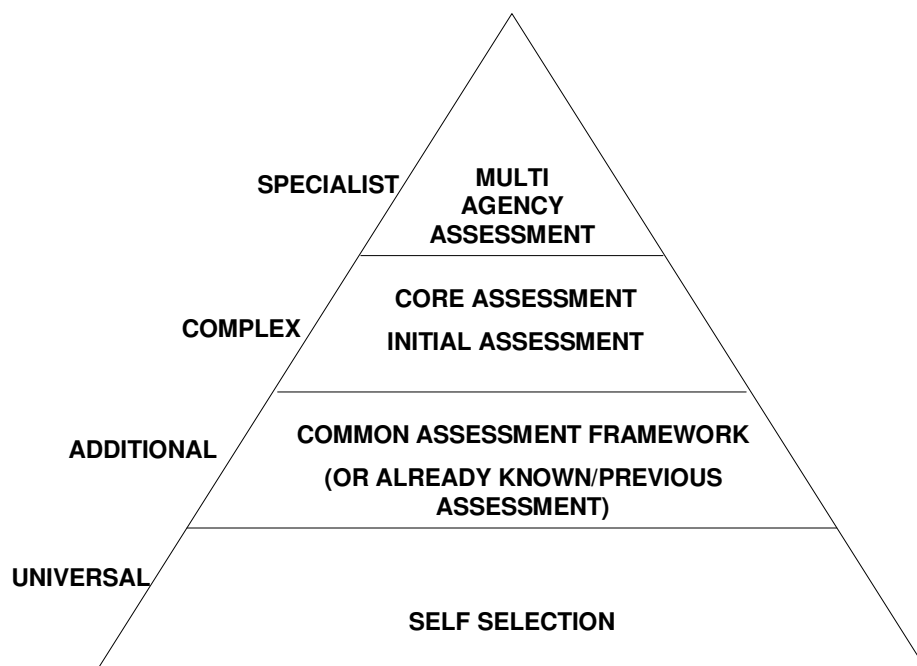 SPECIALIST
MULTI
AGENCY
ASSESSMENT
COMPLEX
CORE ASSESSMENT
INITIAL ASSESSMENT
ADDITIONAL
COMMON ASSESSMENT FRAMEWORK
(OR ALREADY KNOWN/PREVIOUS
ASSESSMENT)
UNIVERSAL
SELF SELECTION